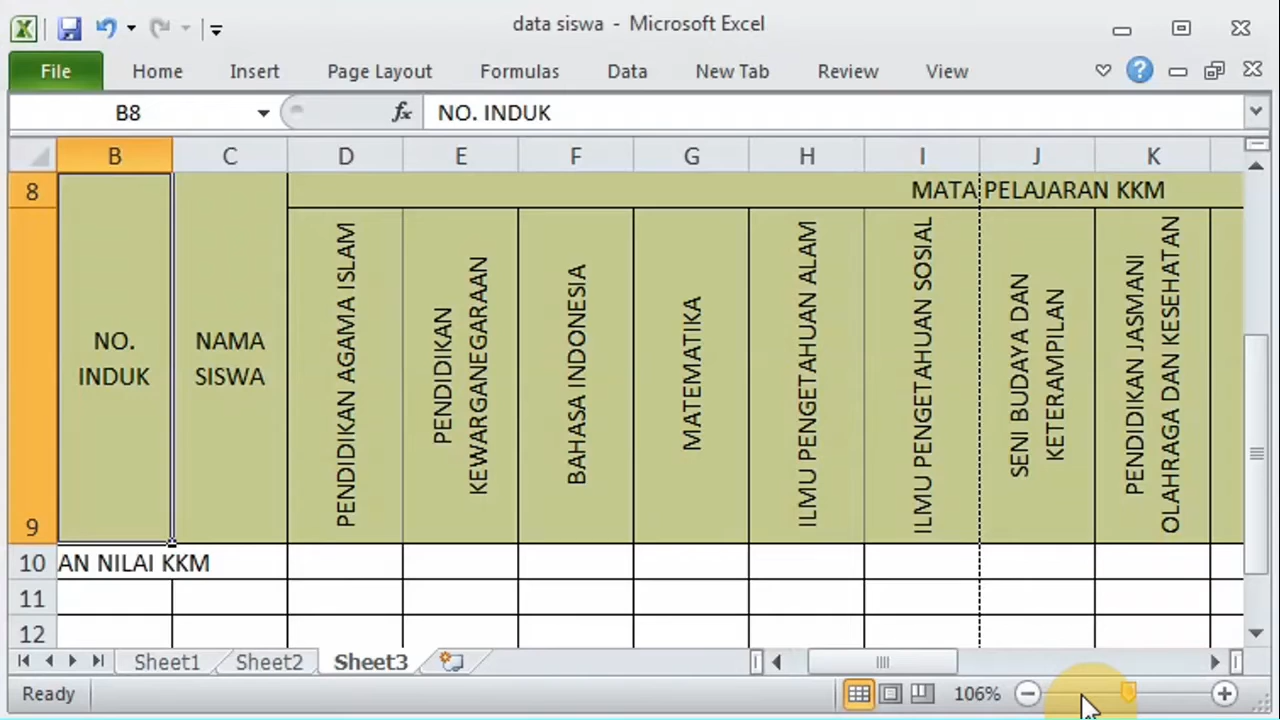 data siswa - Microsoft Excel
File Home Insert Page Layout Formulas Data New Tab Review View
B8 fx NO. INDUK
B C D E F G H I J K
8 MATA PELAJARAN KKM
NO.
INDUK
NAMA
SISWA
PENDIDIKAN AGAMA ISLAM
PENDIDIKAN
KEWARGANEGARAAN
BAHASA INDONESIA
MATEMATIKA
ILMU PENGETAHUAN ALAM
ILMU PENGETAHUAN SOSIAL
SENI BUDAYA DAN
KETERAMPILAN
PENDIDIKAN JASMANI
OLAHRAGA DAN KESEHATAN
9
10 AN NILAI KKM
11
12
Sheet1 Sheet2 Sheet3
Ready 106%